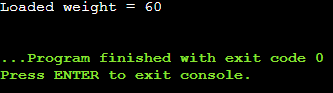 Loaded weight = 60
...Program finished with exit code 0
Press ENTER to exit console.